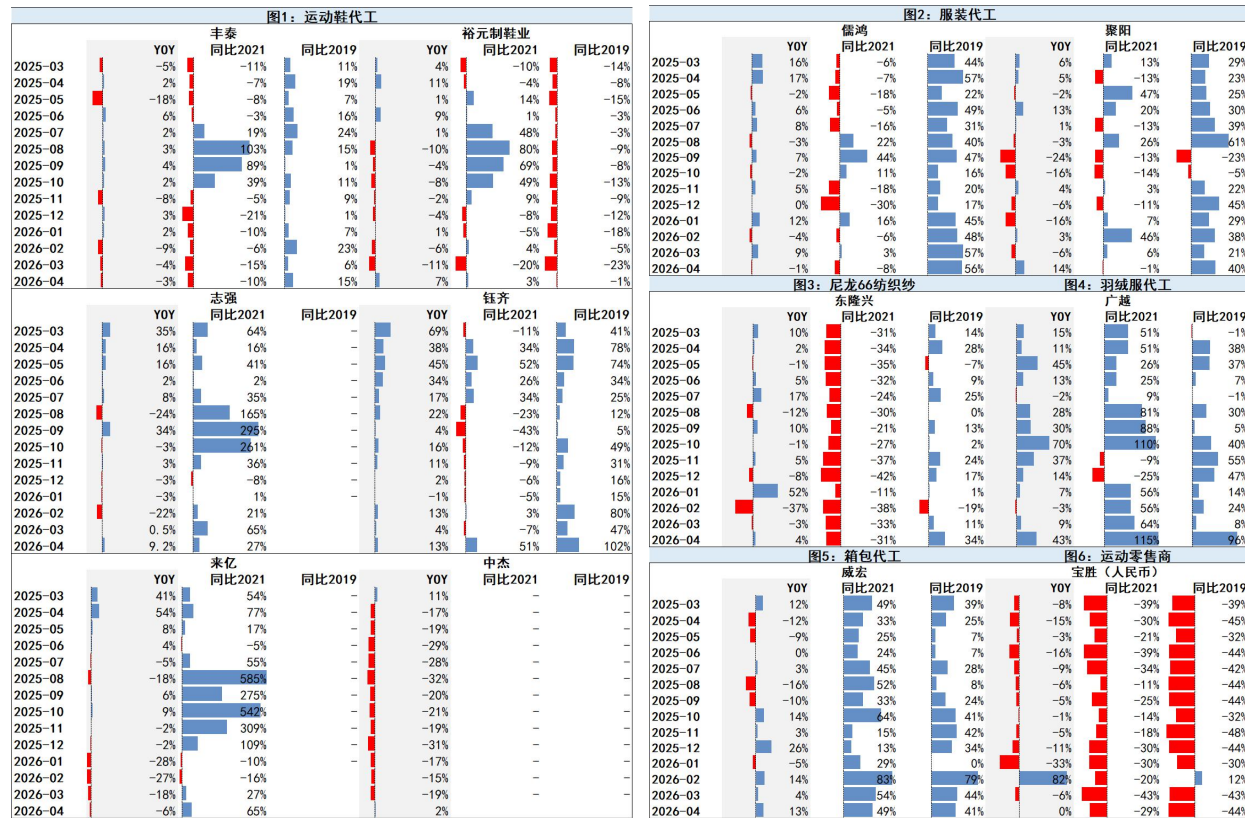 图1：运动鞋代工
丰泰 裕元制鞋业
YOY 同比2021 同比2019 YOY 同比2021 同比2019
2025-03 -5% -11% 11% 4% -10% -14%
2025-04 2% -7% 19% 11% -4% -8%
2025-05 -18% -8% 7% 1% 14% -15%
2025-06 6% -3% 16% 9% 1% -3%
2025-07 2% 19% 24% 1% 48% -3%
2025-08 3% 103% 15% -10% 80% -9%
2025-09 4% 89% 1% -4% 69% -8%
2025-10 2% 39% 11% -8% 49% -13%
2025-11 -8% -5% 9% -2% 9% -9%
2025-12 3% -21% 1% -4% -8% -12%
2026-01 2% -10% 7% 1% -5% -18%
2026-02 -9% -6% 23% -6% 4% -5%
2026-03 -4% -15% 6% -11% -20% -23%
2026-04 -3% -10% 15% 7% 3% -1%
志强 钰齐
YOY 同比2021 同比2019 YOY 同比2021 同比2019
2025-03 35% 64% - 69% -11% 41%
2025-04 16% 16% - 38% 34% 78%
2025-05 16% 41% - 45% 52% 74%
2025-06 2% 2% - 34% 26% 34%
2025-07 8% 35% - 17% 34% 25%
2025-08 -24% 165% - 22% -23% 12%
2025-09 34% 295% - 4% -43% 5%
2025-10 -3% 261% - 16% -12% 49%
2025-11 3% 36% - 11% -9% 31%
2025-12 -3% -8% - 2% -6% 16%
2026-01 -3% 1% - -1% -5% 15%
2026-02 -22% 21% - 13% 3% 80%
2026-03 0.5% 65% - 4% -7% 47%
2026-04 9.2% 27% - 13% 51% 102%
来亿 中杰
YOY 同比2021 同比2019 YOY 同比2021 同比2019
2025-03 41% 54% - 11% - -
2025-04 54% 77% - -17% - -
2025-05 8% 17% - -19% - -
2025-06 4% -5% - -29% - -
2025-07 -5% 55% - -28% - -
2025-08 -18% 585% - -32% - -
2025-09 6% 275% - -20% - -
2025-10 9% 542% - -21% - -
2025-11 -2% 309% - -19% - -
2025-12 -2% 109% - -31% - -
2026-01 -28% -10% - -17% - -
2026-02 -27% -16% - -15% - -
2026-03 -18% 27% - -19% - -
2026-04 -6% 65% - 2% - -
图2：服装代工
儒鸿 聚阳
YOY 同比2021 同比2019 YOY 同比2021 同比2019
2025-03 16% -6% 44% 6% 13% 29%
2025-04 17% -7% 57% 5% -13% 23%
2025-05 -2% -18% 22% -2% 47% 25%
2025-06 6% -5% 49% 13% 20% 30%
2025-07 8% -16% 31% 1% -13% 39%
2025-08 -3% 22% 40% -3% 26% 61%
2025-09 7% 44% 47% -24% -13% -23%
2025-10 -2% 11% 16% -16% -14% -5%
2025-11 5% -18% 20% 4% 3% 22%
2025-12 0% -30% 17% -6% -11% 45%
2026-01 12% 16% 45% -16% 7% 29%
2026-02 -4% -6% 48% 3% 46% 38%
2026-03 9% 3% 57% -6% 6% 21%
2026-04 -1% -8% 56% 14% -1% 40%
图3：尼龙66纺织纱 图4：羽绒服代工
东隆兴 广越
YOY 同比2021 同比2019 YOY 同比2021 同比2019
2025-03 10% -31% 14% 15% 51% -1%
2025-04 2% -34% 28% 11% 51% 38%
2025-05 -1% -35% -7% 45% 26% 37%
2025-06 5% -32% 9% 13% 25% 7%
2025-07 17% -24% 25% -2% 9% -1%
2025-08 -12% -30% 0% 28% 81% 30%
2025-09 10% -21% 13% 30% 88% 5%
2025-10 -1% -27% 2% 70% 110% 40%
2025-11 5% -37% 24% 37% -9% 55%
2025-12 -8% -42% 17% 14% -25% 47%
2026-01 52% -11% 1% 7% 56% 14%
2026-02 -37% -38% -19% -3% 56% 24%
2026-03 -3% -33% 11% 9% 64% 8%
2026-04 4% -31% 34% 43% 115% 96%
图5：箱包代工 图6：运动零售商
威宏 宝胜（人民币）
YOY 同比2021 同比2019 YOY 同比2021 同比2019
2025-03 12% 49% 39% -8% -39% -39%
2025-04 -12% 33% 25% -15% -30% -45%
2025-05 -9% 25% 7% -3% -21% -32%
2025-06 0% 24% 7% -16% -39% -44%
2025-07 3% 45% 28% -9% -34% -42%
2025-08 -16% 52% 8% -6% -11% -44%
2025-09 -10% 33% 24% -5% -25% -44%
2025-10 14% 64% 41% -1% -14% -32%
2025-11 3% 15% 42% -5% -18% -48%
2025-12 26% 13% 34% -11% -30% -44%
2026-01 -5% 29% 0% -33% -30% -30%
2026-02 14% 83% 79% 82% -20% 12%
2026-03 4% 54% 44% -6% -43% -43%
2026-04 13% 49% 41% 0% -29% -44%